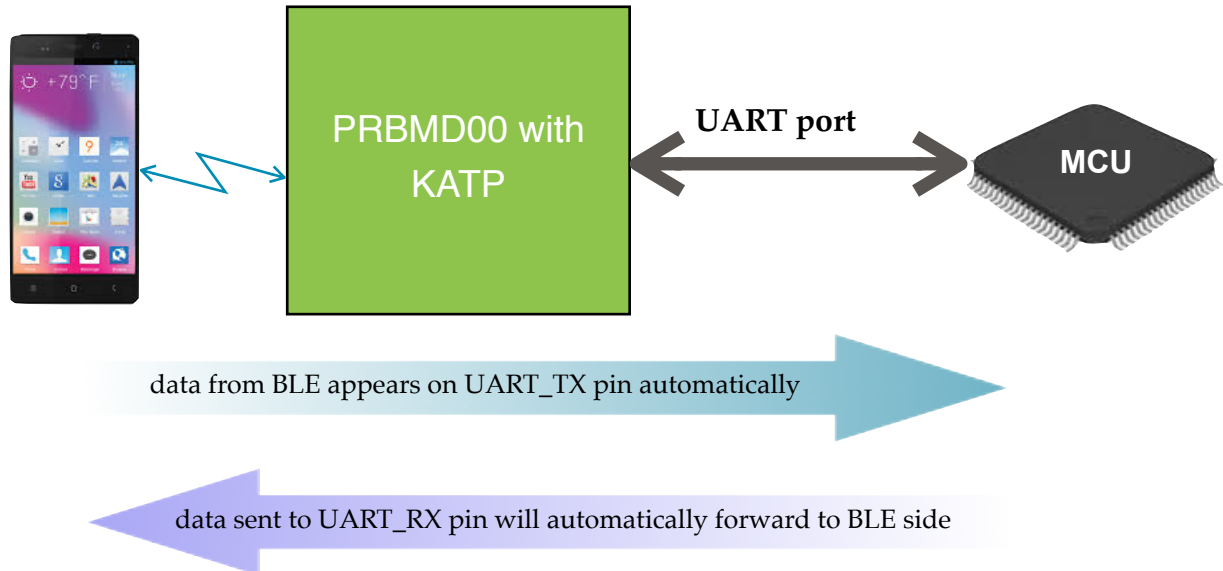 +79°F
PRBMD00 with
KATP
UART port
MCU
data from BLE appears on UART_TX pin automatically
data sent to UART_RX pin will automatically forward to BLE side